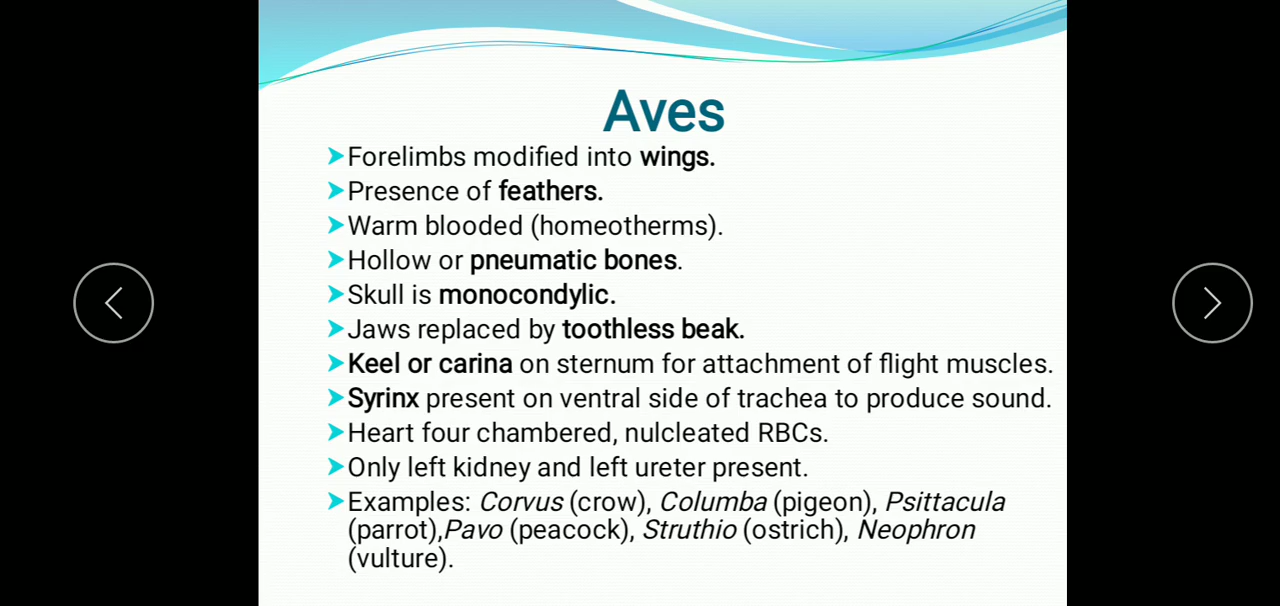 Aves
➤Forelimbs modified into wings.
➤Presence of feathers.
➤Warm blooded (homeotherms).
➤Hollow or pneumatic bones.
➤Skull is monocondylic.
➤Jaws replaced by toothless beak.
➤Keel or carina on sternum for attachment of flight muscles.
➤Syrinx present on ventral side of trachea to produce sound.
➤Heart four chambered, nulcleated RBCs.
➤Only left kidney and left ureter present.
➤Examples: Corvus (crow), Columba (pigeon), Psittacula
(parrot),Pavo (peacock), Struthio (ostrich), Neophron
(vulture).